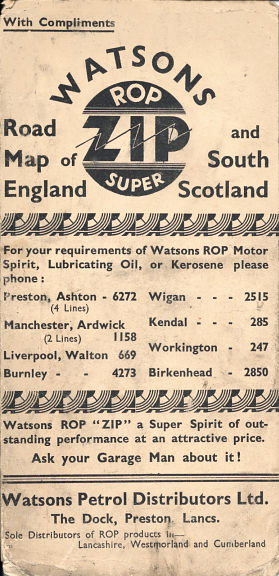 With Compliments
WATSONS
ROP
ZIP
SUPER
Road and
Map of South
England Scotland
For your requirements of Watsons ROP Motor
Spirit, Lubricating Oil, or Kerosene please
phone :
Preston, Ashton - 6272
(4 Lines)
Manchester, Ardwick
(2 Lines) 1158
Liverpool, Walton 669
Burnley - - 4273
Wigan - - - 2515
Kendal - - - 285
Workington - 247
Birkenhead - 2850
Watsons ROP "ZIP" a Super Spirit of out-
standing performance at an attractive price.
Ask your Garage Man about it!
Watsons Petrol Distributors Ltd.
The Dock, Preston, Lancs.
Sole Distributors of ROP products in—
Lancashire, Westmorland and Cumberland